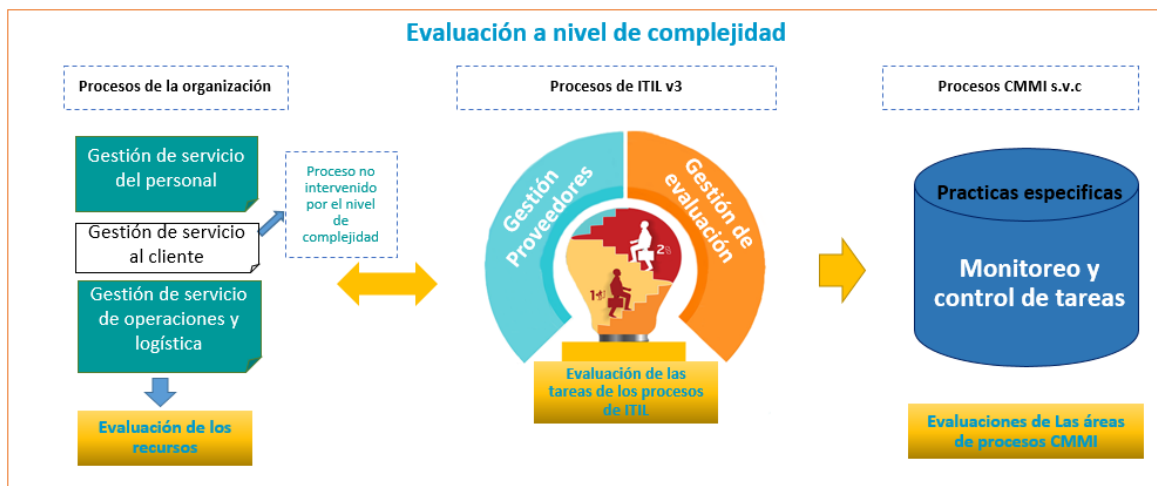 Evaluación a nivel de complejidad
Procesos de la organización
Procesos de ITIL v3
Procesos CMMI s.v.c
Gestión de servicio
del personal
Gestión de servicio
al cliente
Gestión de servicio
de operaciones y
logística
Evaluación de los
recursos
Proceso no
intervenido
por el nivel
de
complejidad
Gestión
Proveedores
Gestión de
evaluación
1
2
Evaluación de las
tareas de los procesos
de ITIL
Practicas especificas
Monitoreo y
control de tareas
Evaluaciones de Las áreas
de procesos CMMI